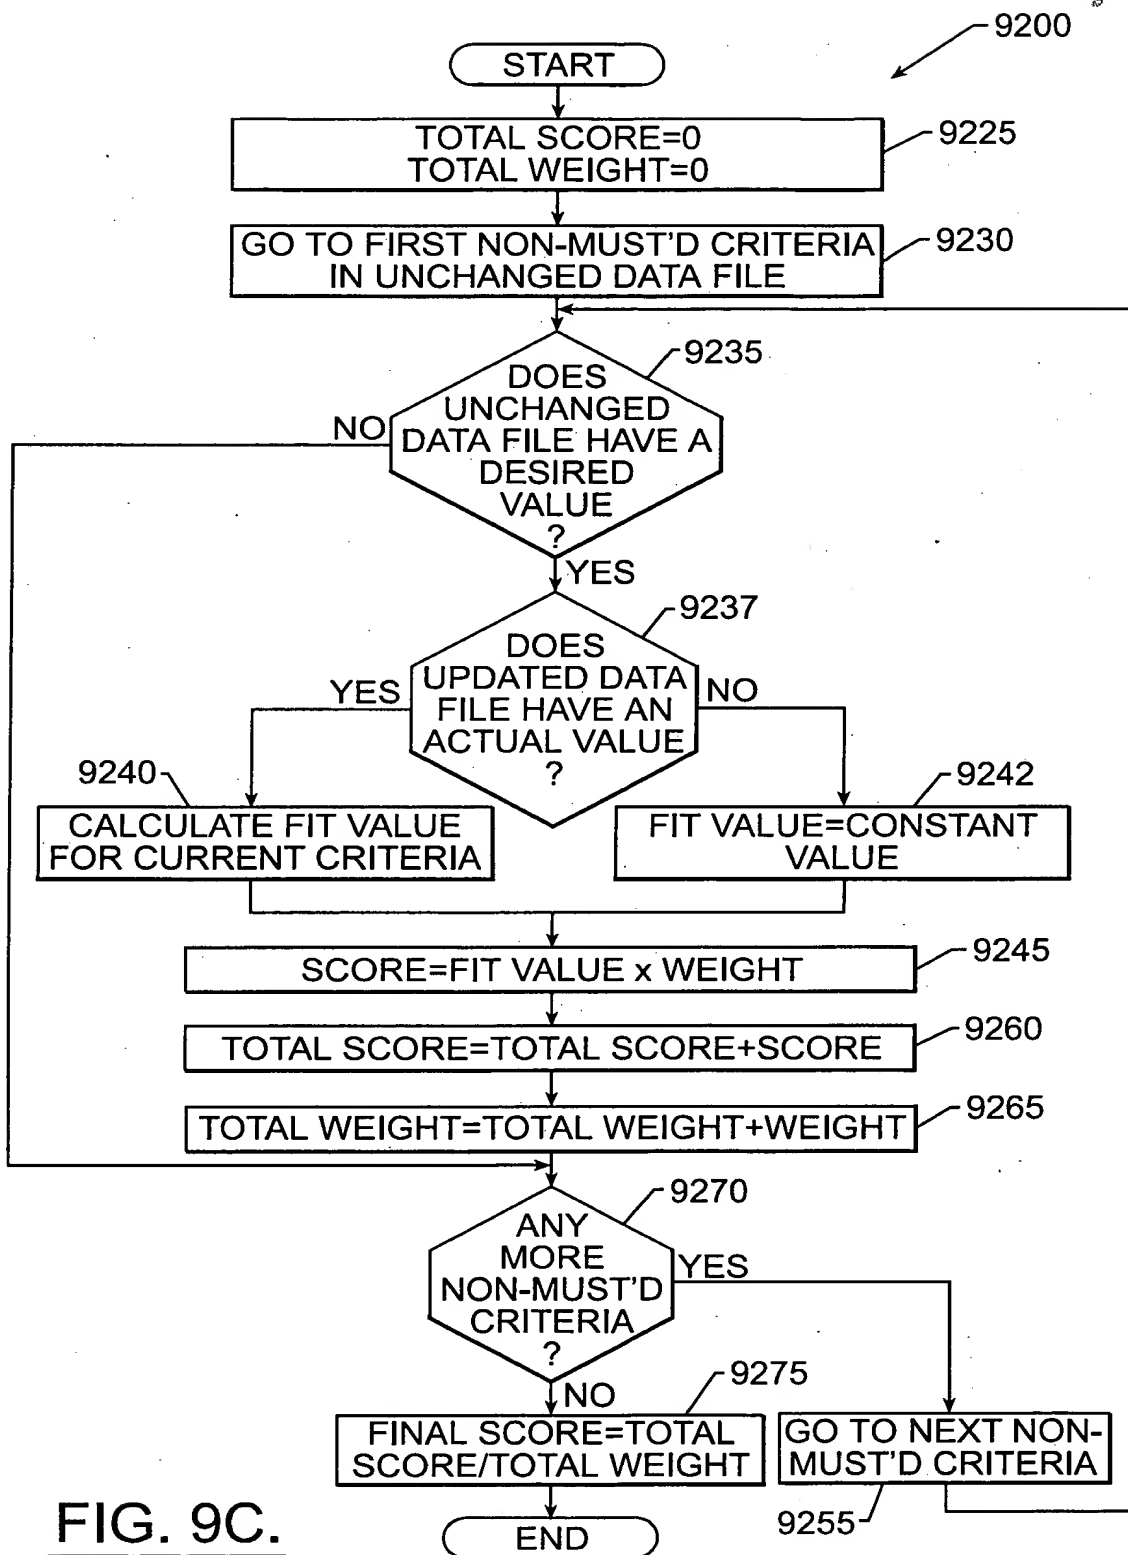 9200
START
TOTAL SCORE=0
TOTAL WEIGHT=0
9225
GO TO FIRST NON-MUST'D CRITERIA
IN UNCHANGED DATA FILE
9230
9235
DOES
UNCHANGED
DATA FILE HAVE A
DESIRED
VALUE
?
NO
YES
9237
DOES
UPDATED DATA
FILE HAVE AN
ACTUAL VALUE
?
YES
NO
9240
CALCULATE FIT VALUE
FOR CURRENT CRITERIA
9242
FIT VALUE=CONSTANT
VALUE
SCORE=FIT VALUE x WEIGHT
9245
TOTAL SCORE=TOTAL SCORE+SCORE
9260
TOTAL WEIGHT=TOTAL WEIGHT+WEIGHT
9265
9270
ANY
MORE
NON-MUST'D
CRITERIA
?
YES
NO
9275
FINAL SCORE=TOTAL
SCORE/TOTAL WEIGHT
GO TO NEXT NON-
MUST'D CRITERIA
9255
END
FIG. 9C.